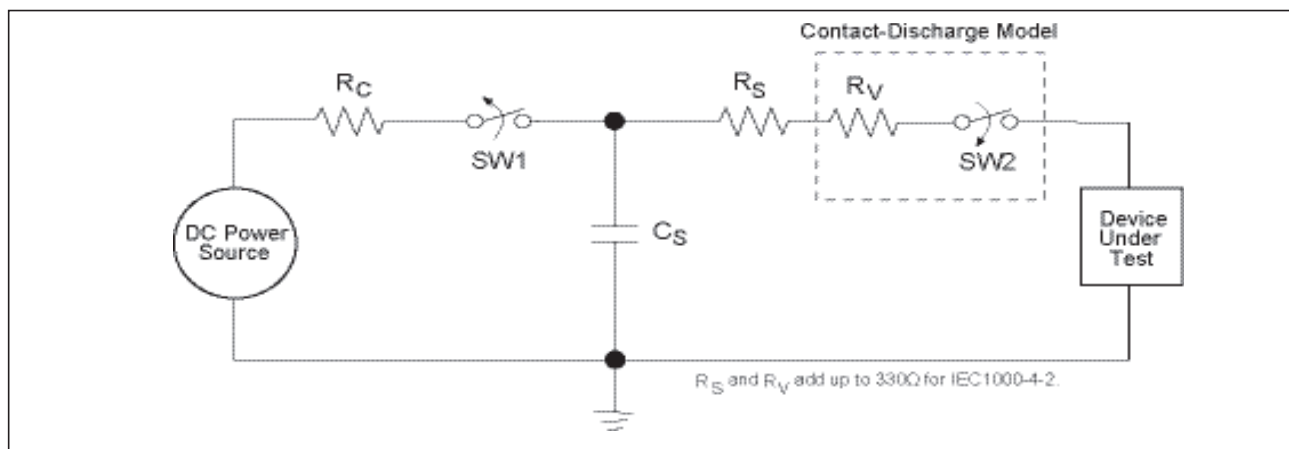 Contact-Discharge Model
RC
RS
RV
SW1
SW2
DC Power
Source
CS
Device
Under
Test
RS and RV add up to 330Ω for IEC1000-4-2.